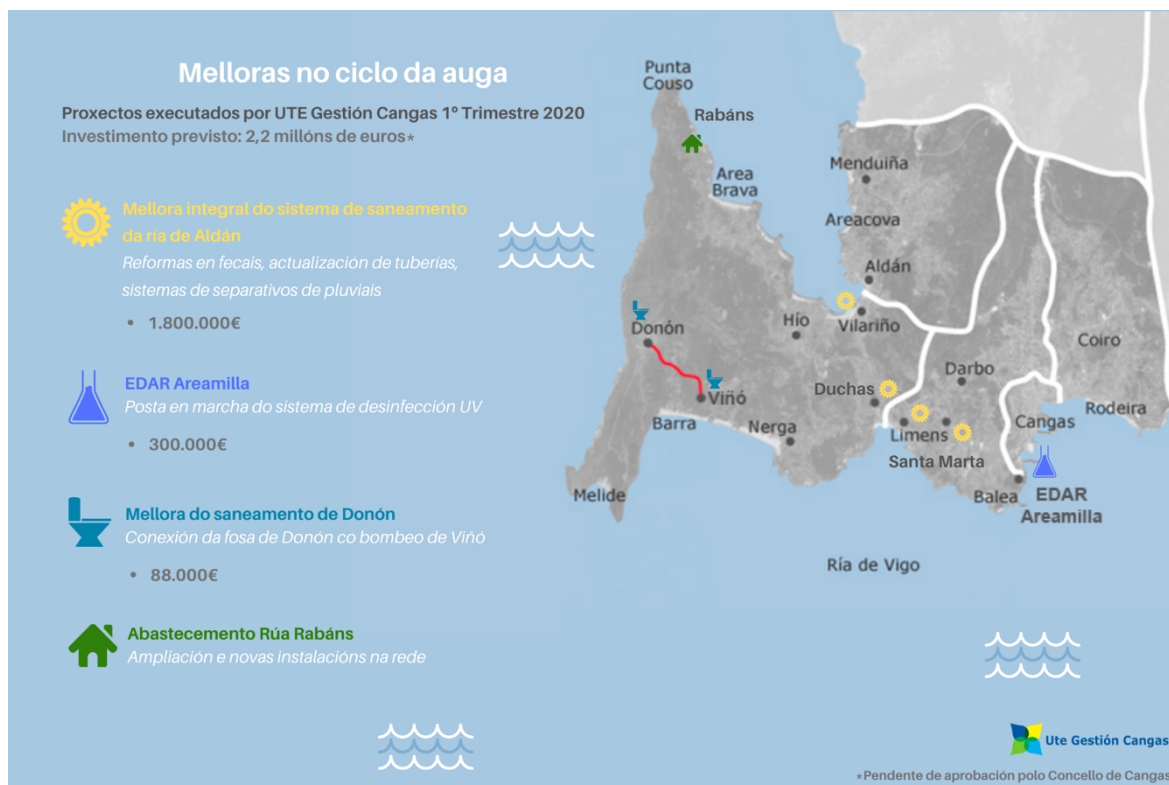 Melloras no ciclo da auga
Proxectos executados por UTE Gestión Cangas 1º Trimestre 2020
Investimento previsto: 2,2 millóns de euros*
Mellora integral do sistema de saneamento
da ría de Aldán
Reformas en fecais, actualización de tuberías,
sistemas de separativos de pluviais
• 1.800.000€
EDAR Areamilla
Posta en marcha do sistema de desinfección UV
• 300.000€
Mellora do saneamento de Donón
Conexión da fosa de Donón co bombeo de Viñó
• 88.000€
Abastecemento Rúa Rabáns
Ampliación e novas instalacións na rede
Punta
Couso
Rabáns
Area
Brava
Menduiña
Areacova
Aldán
Hío
Vilariño
Donón
Viñó
Duchas
Darbo
Coiro
Barra
Nerga
Limens
Cangas
Rodeira
Santa Marta
Melide
Balea
EDAR
Areamilla
Ría de Vigo
Ute Gestión Cangas
*Pendente de aprobación polo Concello de Cangas